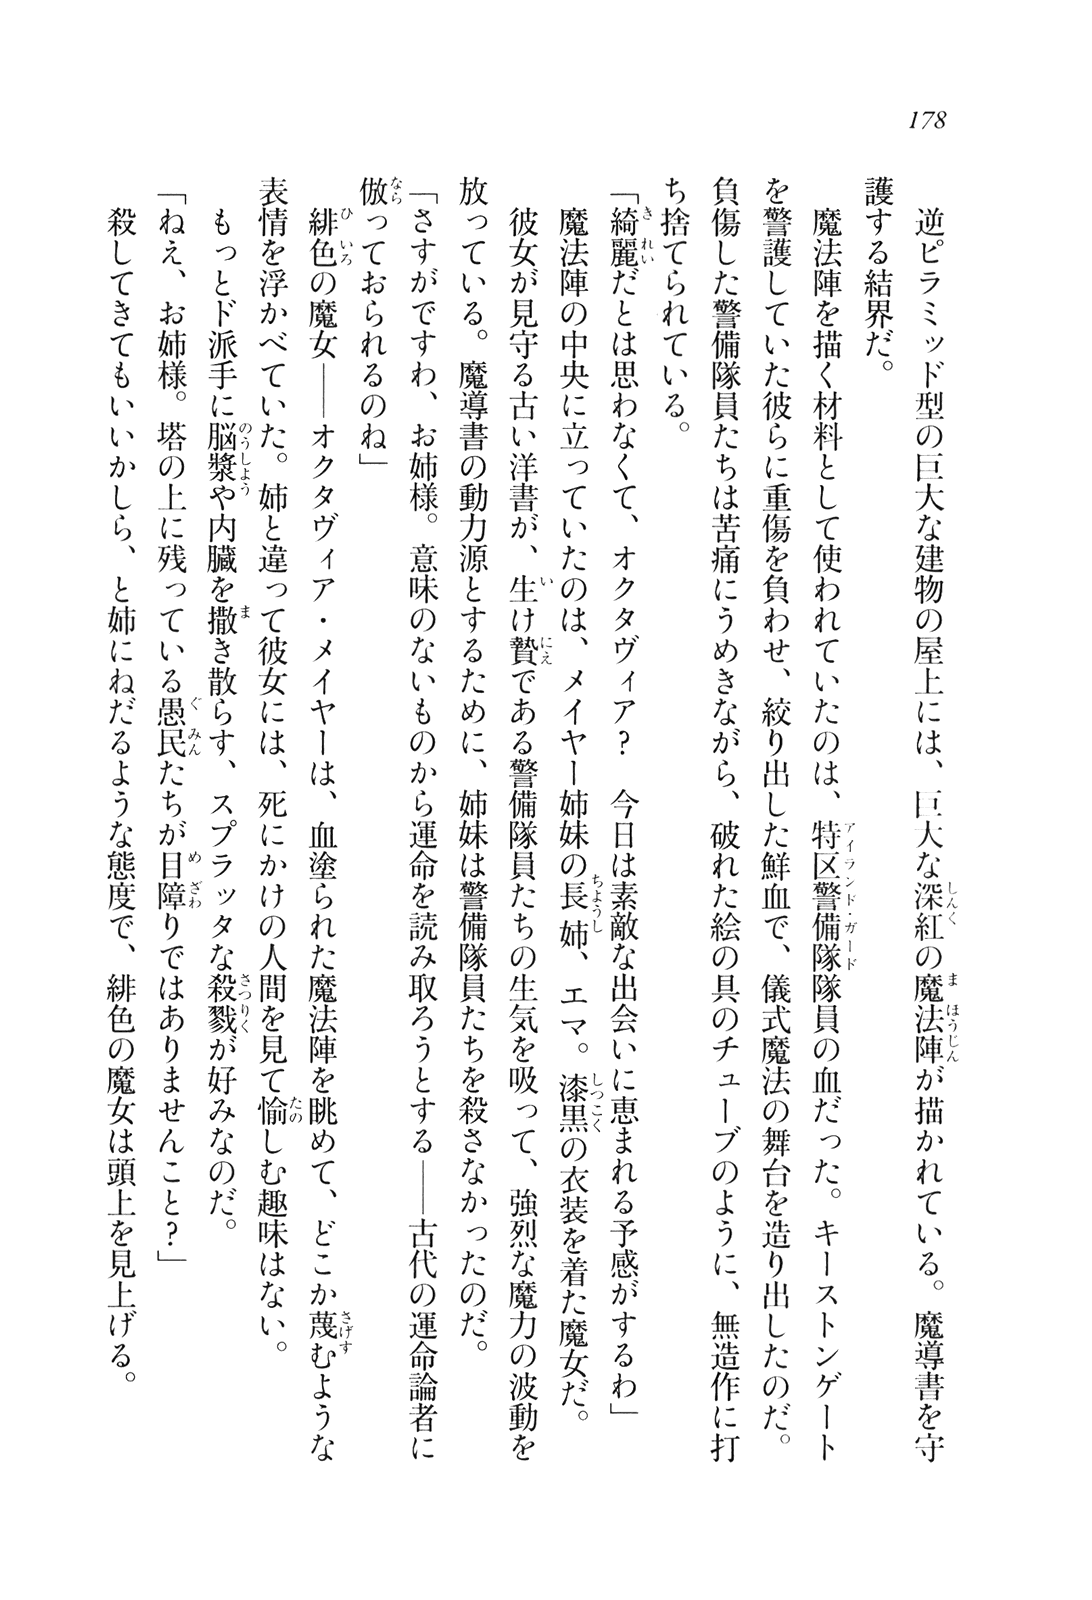 178
　逆ピラミッド型の巨大な建物の屋上には、巨大な深紅の魔法陣が描かれている。魔導書を守
護する結界だ。
　魔法陣を描く材料として使われていたのは、特区警備隊隊員の血だった。キーストンゲート
を警護していた彼らに重傷を負わせ、絞り出した鮮血で、儀式魔法の舞台を造り出したのだ。
負傷した警備隊員たちは苦痛にうめきながら、破れた絵の具のチューブのように、無造作に打
ち捨てられている。
「綺麗だとは思わなくて、オクタヴィア？　今日は素敵な出会いに恵まれる予感がするわ」
　魔法陣の中央に立っていたのは、メイヤー姉妹の長姉、エマ。漆黒の衣装を着た魔女だ。
　彼女が見守る古い洋書が、生け贄である警備隊員たちの生気を吸って、強烈な魔力の波動を
放っている。魔導書の動力源とするために、姉妹は警備隊員たちを殺さなかったのだ。
「さすがですわ、お姉様。意味のないものから運命を読み取ろうとする――古代の運命論者に
倣っておられるのね」
　緋色の魔女――オクタヴィア・メイヤーは、血塗られた魔法陣を眺めて、どこか蔑むような
表情を浮かべていた。姉と違って彼女には、死にかけの人間を見て愉しむ趣味はない。
　もっとド派手に脳漿や内臓を撒き散らす、スプラッタな殺戮が好みなのだ。
「ねえ、お姉様。塔の上に残っている愚民たちが目障りではありませんこと？」
　殺してきてもいいかしら、と姉にねだるような態度で、緋色の魔女は頭上を見上げる。